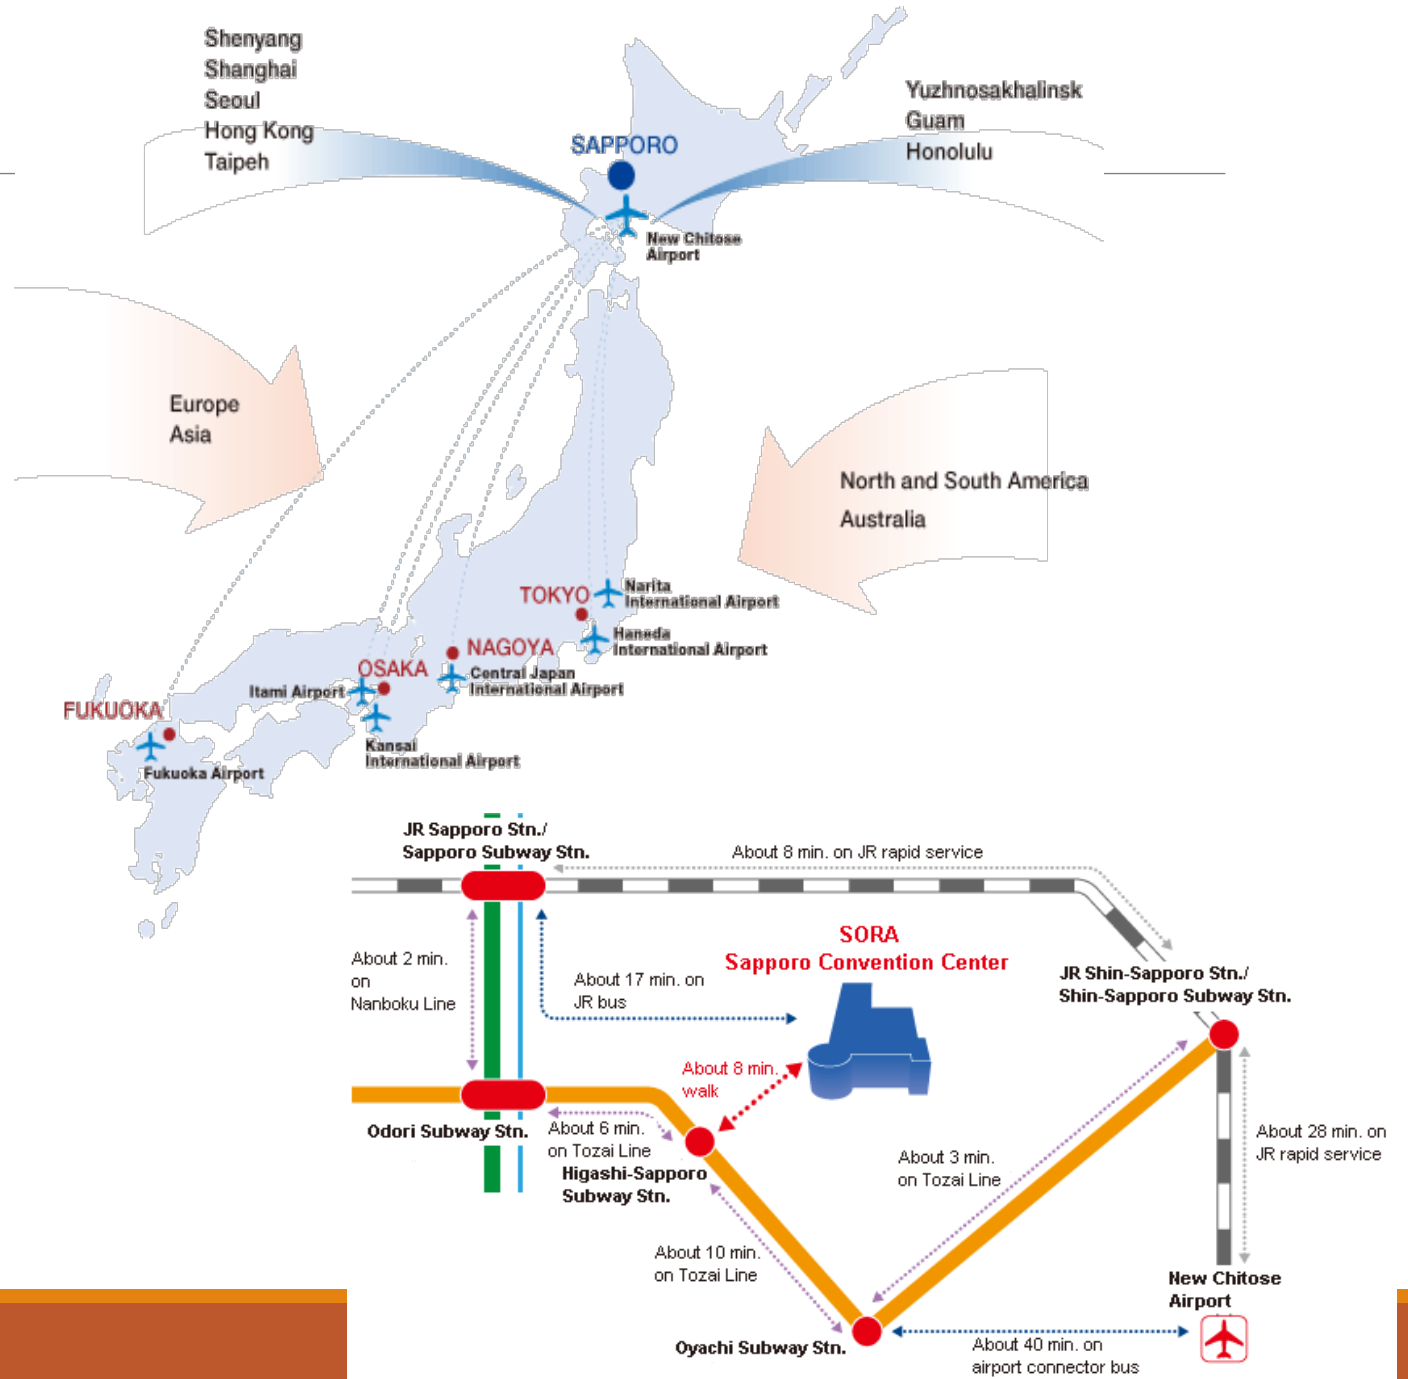 Shenyang
Shanghai
Seoul
Hong Kong
Taipeh
Yuzhnosakhalinsk
Guam
Honolulu
SAPPORO
New Chitose
Airport
Europe
Asia
North and South America
Australia
TOKYO
Narita
International Airport
Haneda
International Airport
NAGOYA
Central Japan
International Airport
OSAKA
Itami Airport
Kansai
International Airport
FUKUOKA
Fukuoka Airport
JR Sapporo Stn./
Sapporo Subway Stn.
About 8 min. on JR rapid service
SORA
Sapporo Convention Center
About 2 min.
on
Nanboku Line
About 17 min. on
JR bus
JR Shin-Sapporo Stn./
Shin-Sapporo Subway Stn.
About 8 min.
walk
Odori Subway Stn.
About 6 min.
on Tozai Line
Higashi-Sapporo
Subway Stn.
About 3 min.
on Tozai Line
About 28 min. on
JR rapid service
About 10 min.
on Tozai Line
New Chitose
Airport
Oyachi Subway Stn.
About 40 min. on
airport connector bus